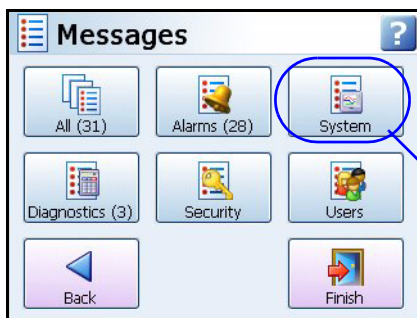 Messages
?
All (31) Alarms (28) System
Diagnostics (3) Security Users
Back Finish